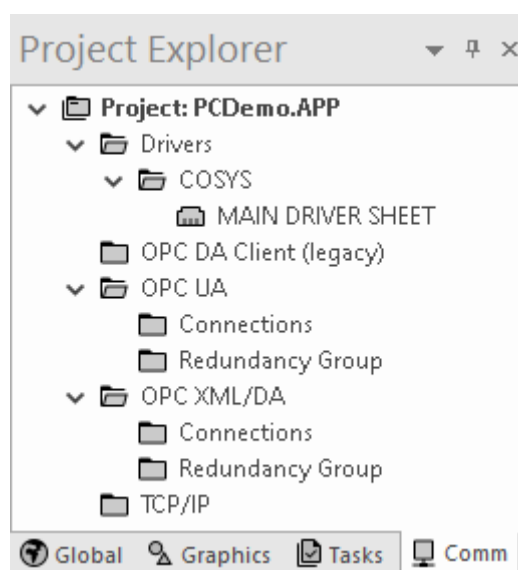 Project Explorer
Project: PCDemo.APP
Drivers
COSYS
MAIN DRIVER SHEET
OPC DA Client (legacy)
OPC UA
Connections
Redundancy Group
OPC XML/DA
Connections
Redundancy Group
TCP/IP
Global Graphics Tasks Comm